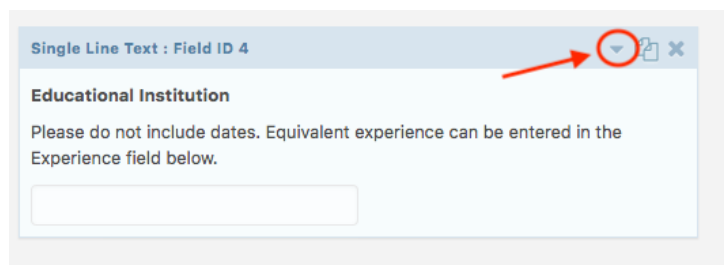 Single Line Text : Field ID 4
Educational Institution
Please do not include dates. Equivalent experience can be entered in the
Experience field below.